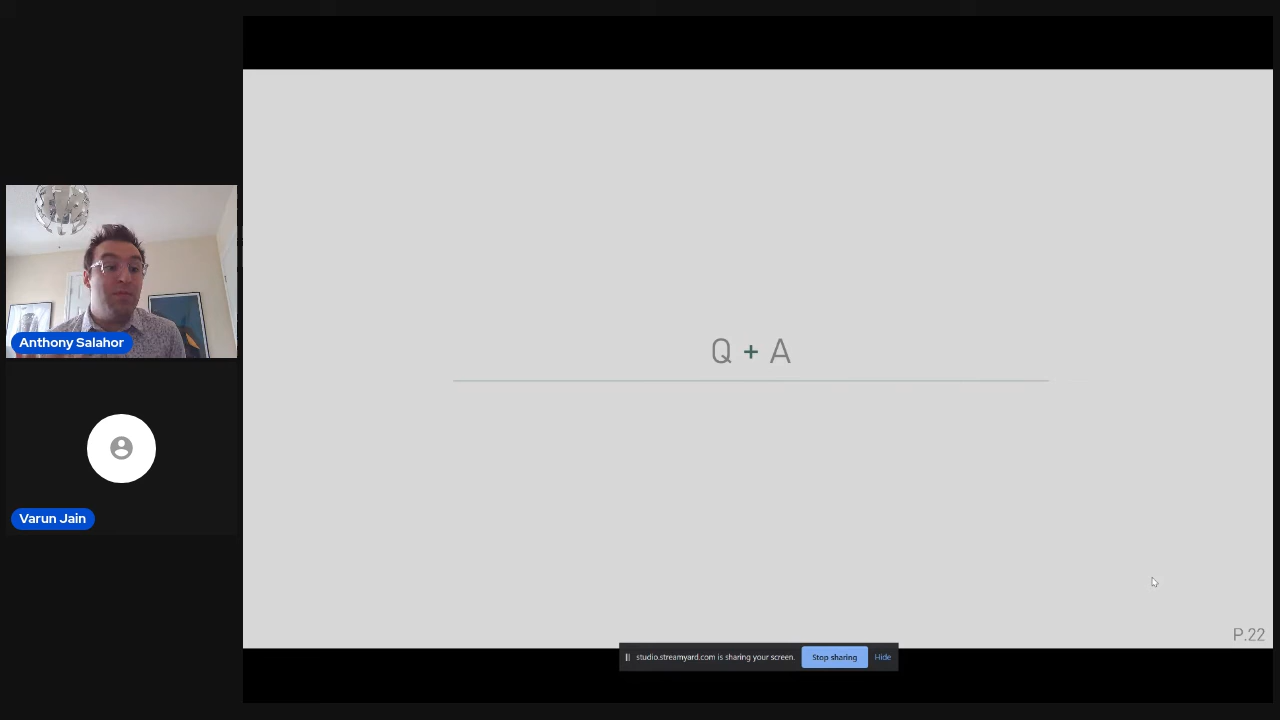 Anthony Salahor
Varun Jain
Q + A
P.22
studio.streamyard.com is sharing your screen.
Stop sharing
Hide